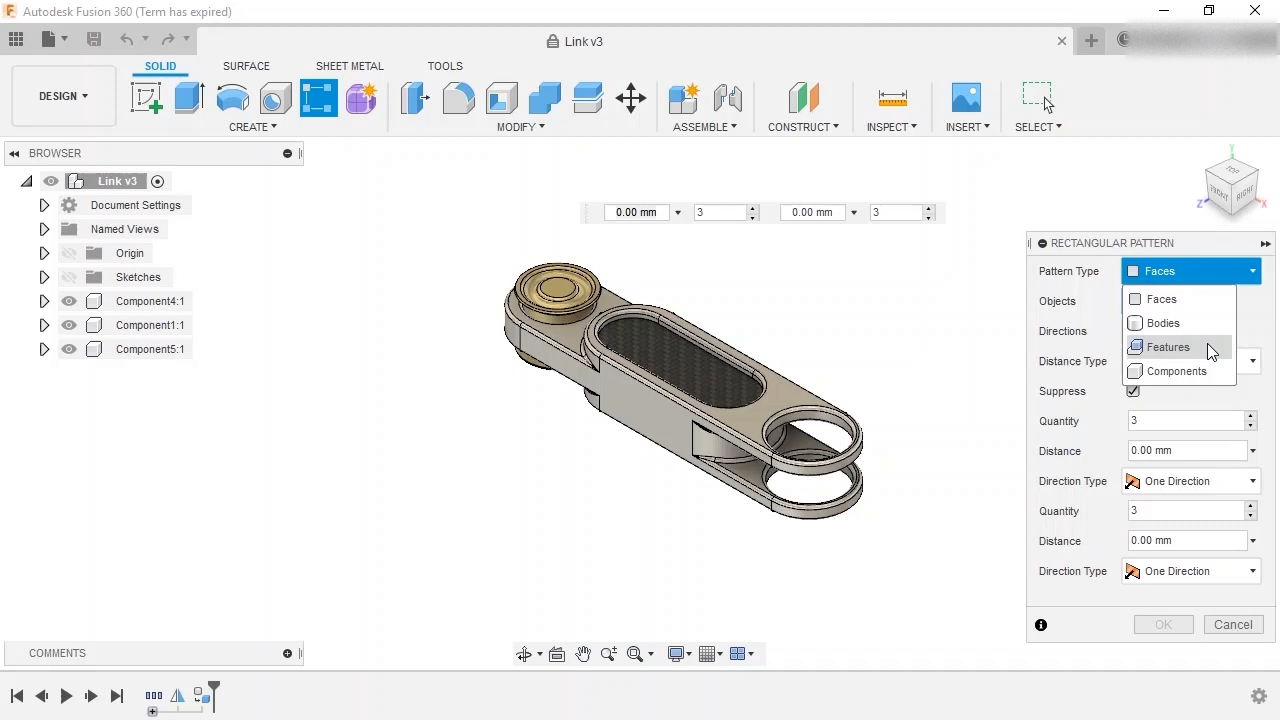 Autodesk Fusion 360 (Term has expired)
Link v3
SOLID SURFACE SHEET METAL TOOLS
DESIGN
CREATE MODIFY ASSEMBLE CONSTRUCT INSPECT INSERT SELECT
BROWSER
Link v3
Document Settings
Named Views
Origin
Sketches
Component4:1
Component1:1
Component5:1
0.00 mm 3 0.00 mm 3
Y
TOP
FRONT RIGHT
Z X
RECTANGULAR PATTERN
Pattern Type Faces
Objects
Directions
Distance Type
Faces
Bodies
Features
Components
Suppress
Quantity 3
Distance 0.00 mm
Direction Type One Direction
Quantity 3
Distance 0.00 mm
Direction Type One Direction
OK Cancel
COMMENTS